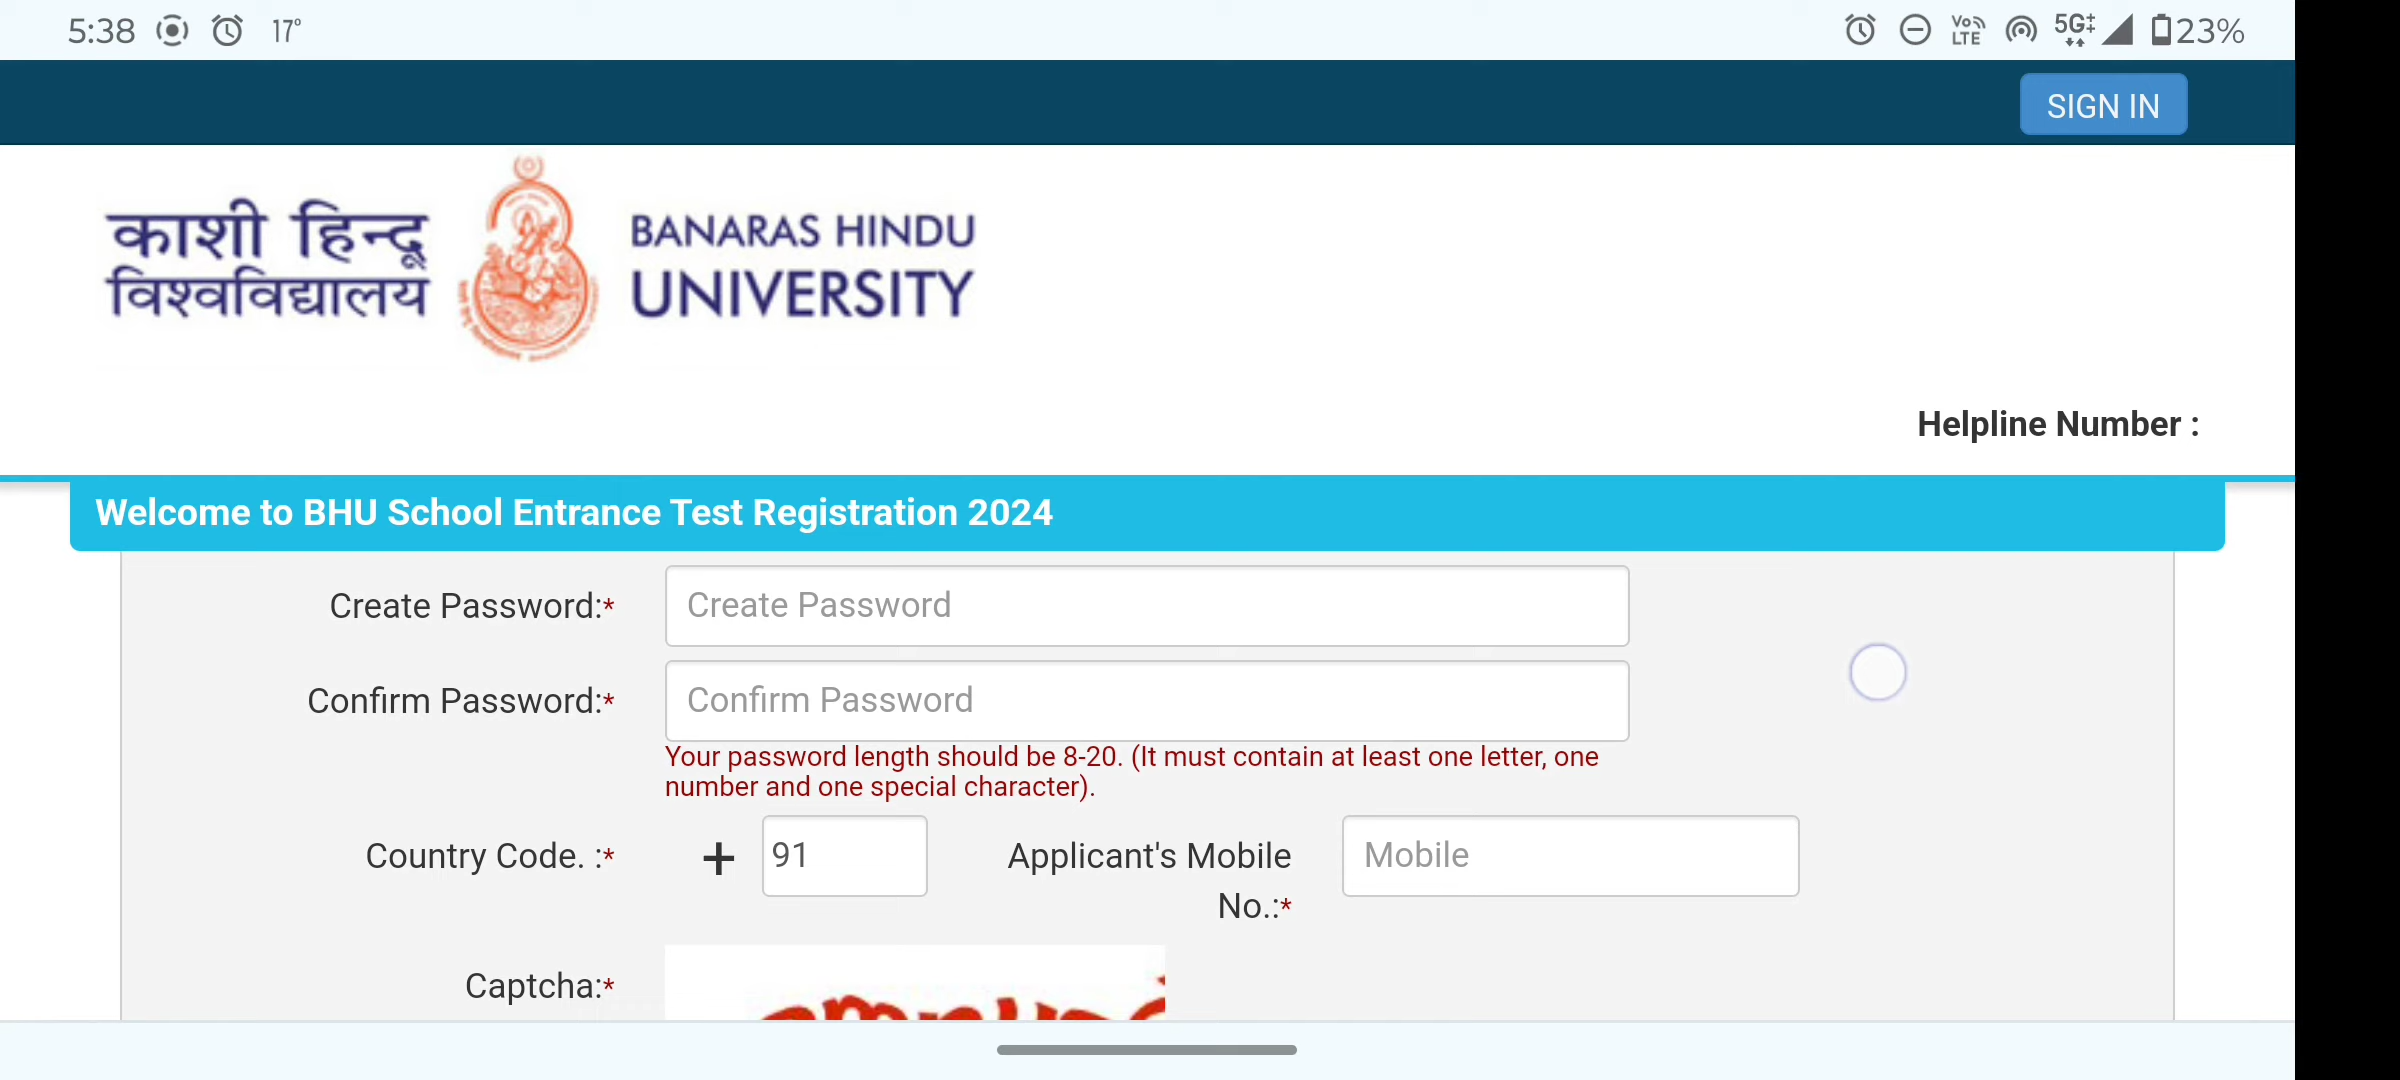 5:38 17° Vo LTE 5G 23%
SIGN IN
काशी हिन्दू
विश्वविद्यालय
BANARAS HINDU
UNIVERSITY
Helpline Number :
Welcome to BHU School Entrance Test Registration 2024
Create Password:* Create Password
Confirm Password:* Confirm Password
Your password length should be 8-20. (It must contain at least one letter, one
number and one special character).
Country Code. :* + 91 Applicant's Mobile Mobile
No.:*
Captcha:*